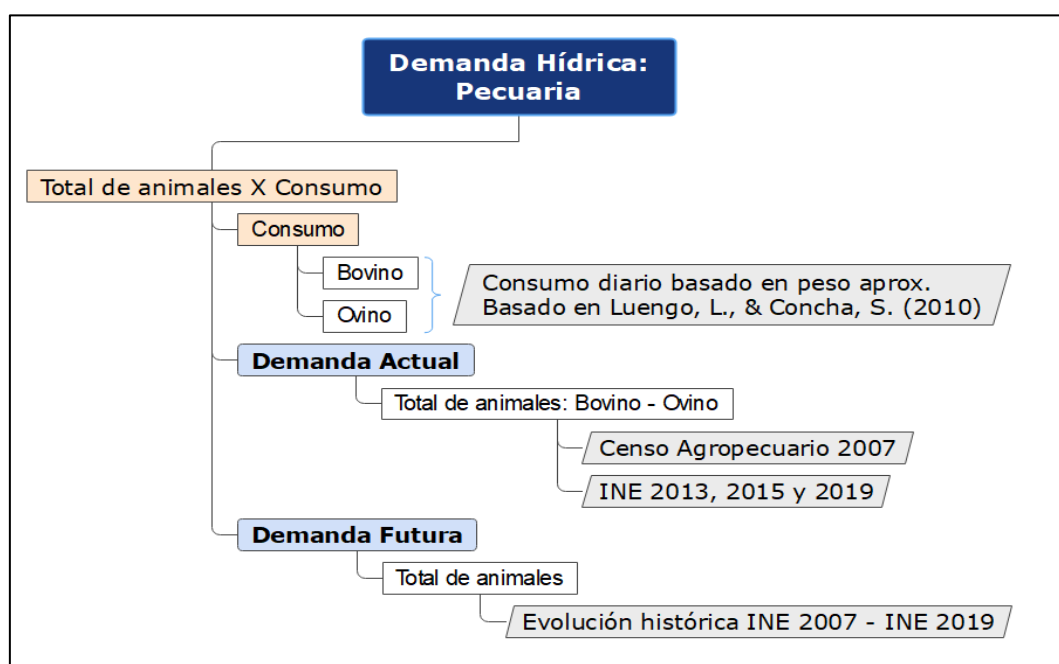 Demanda Hídrica:
Pecuaria
Total de animales X Consumo
Consumo
Bovino
Ovino
Consumo diario basado en peso aprox.
Basado en Luengo, L., & Concha, S. (2010)
Demanda Actual
Total de animales: Bovino - Ovino
Censo Agropecuario 2007
INE 2013, 2015 y 2019
Demanda Futura
Total de animales
Evolución histórica INE 2007 - INE 2019